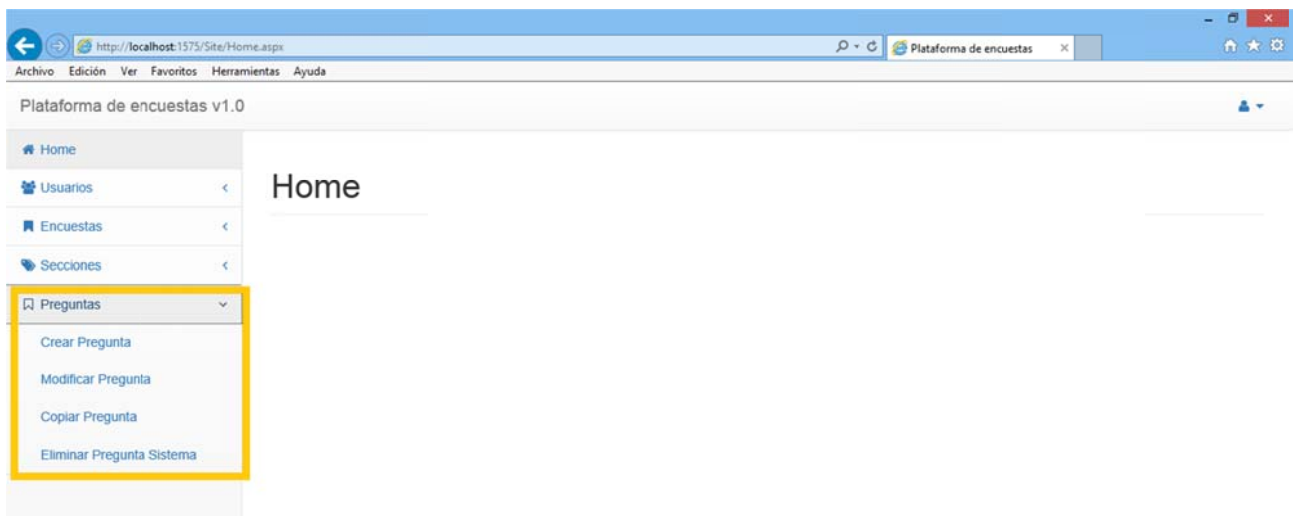 http://localhost:1575/Site/Home.aspx
Plataforma de encuestas
Archivo Edición Ver Favoritos Herramientas Ayuda
Plataforma de encuestas v1.0
Home
Usuarios
Encuestas
Secciones
Preguntas
Crear Pregunta
Modificar Pregunta
Copiar Pregunta
Eliminar Pregunta Sistema
Home